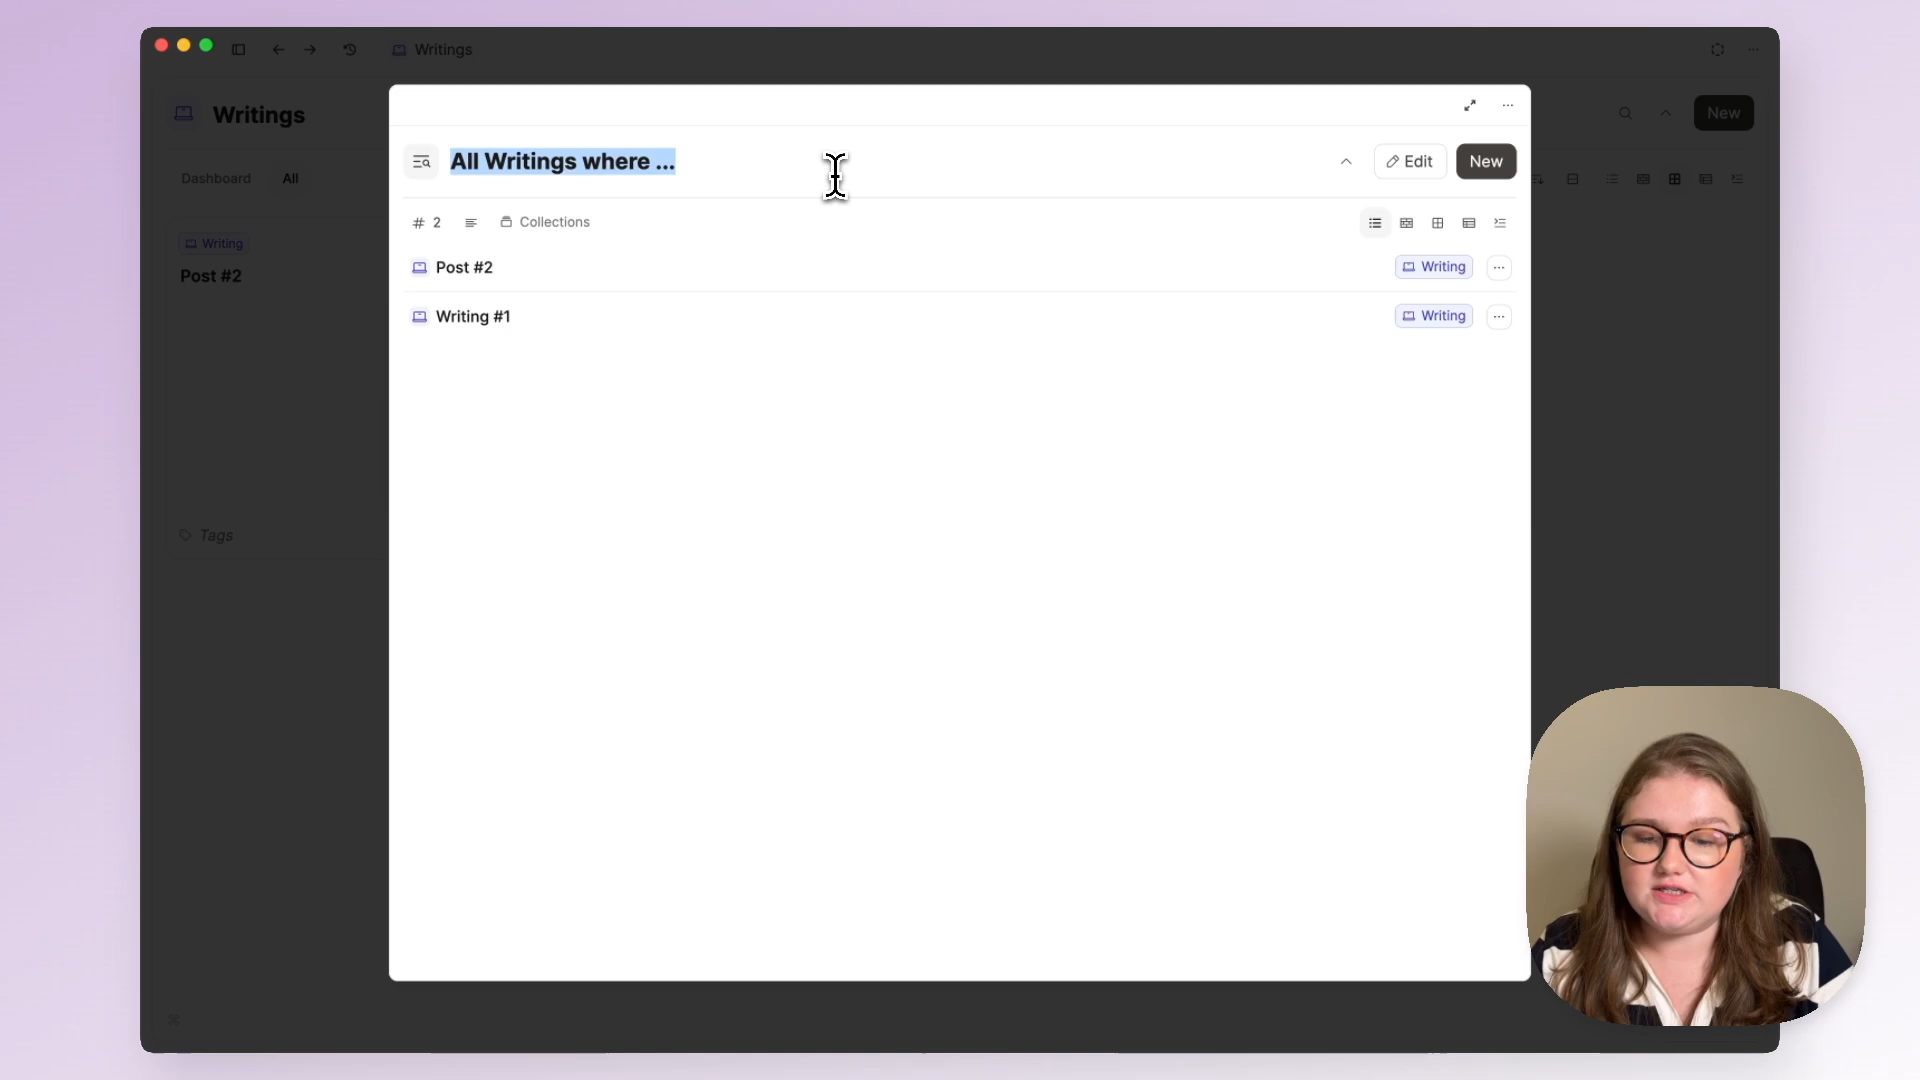 Writings
Writings
New
Dashboard
All
Writing
Post #2
Tags
All Writings where ...
Edit
New
# 2
Collections
Post #2
Writing
Writing #1
Writing